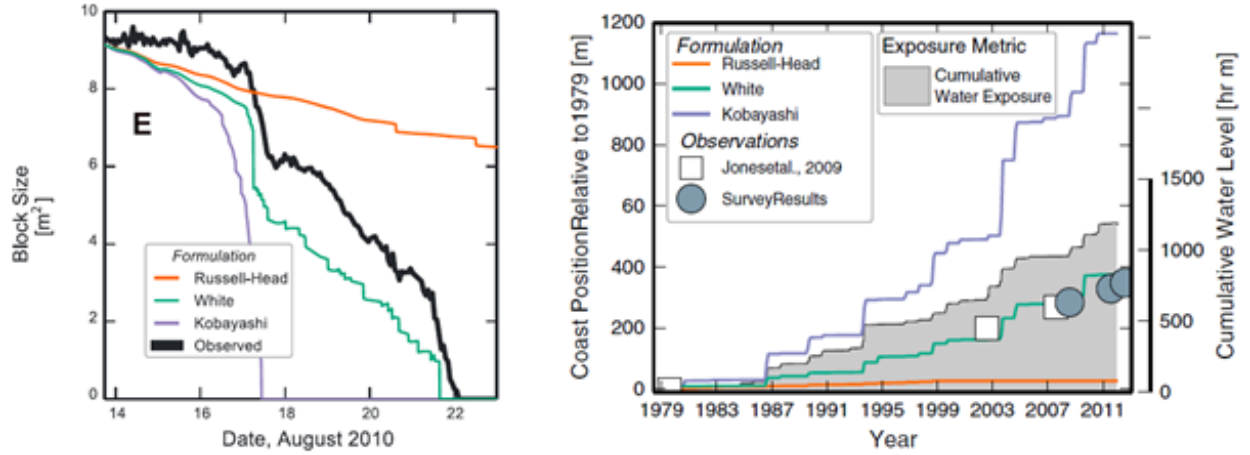 10
8
6
4
2
0
Block Size
[m²]
E
Formulation
Russell-Head
White
Kobayashi
Observed
14
16
18
20
22
Date, August 2010
1200
1000
800
600
400
200
0
Coast PositionRelative to1979 [m]
Formulation
Russell-Head
White
Kobayashi
Observations
Jonesetal., 2009
SurveyResults
Exposure Metric
Cumulative
Water Exposure
1500
1000
500
0
Cumulative Water Level [hr m]
1979
1983
1987
1991
1995
1999
2003
2007
2011
Year